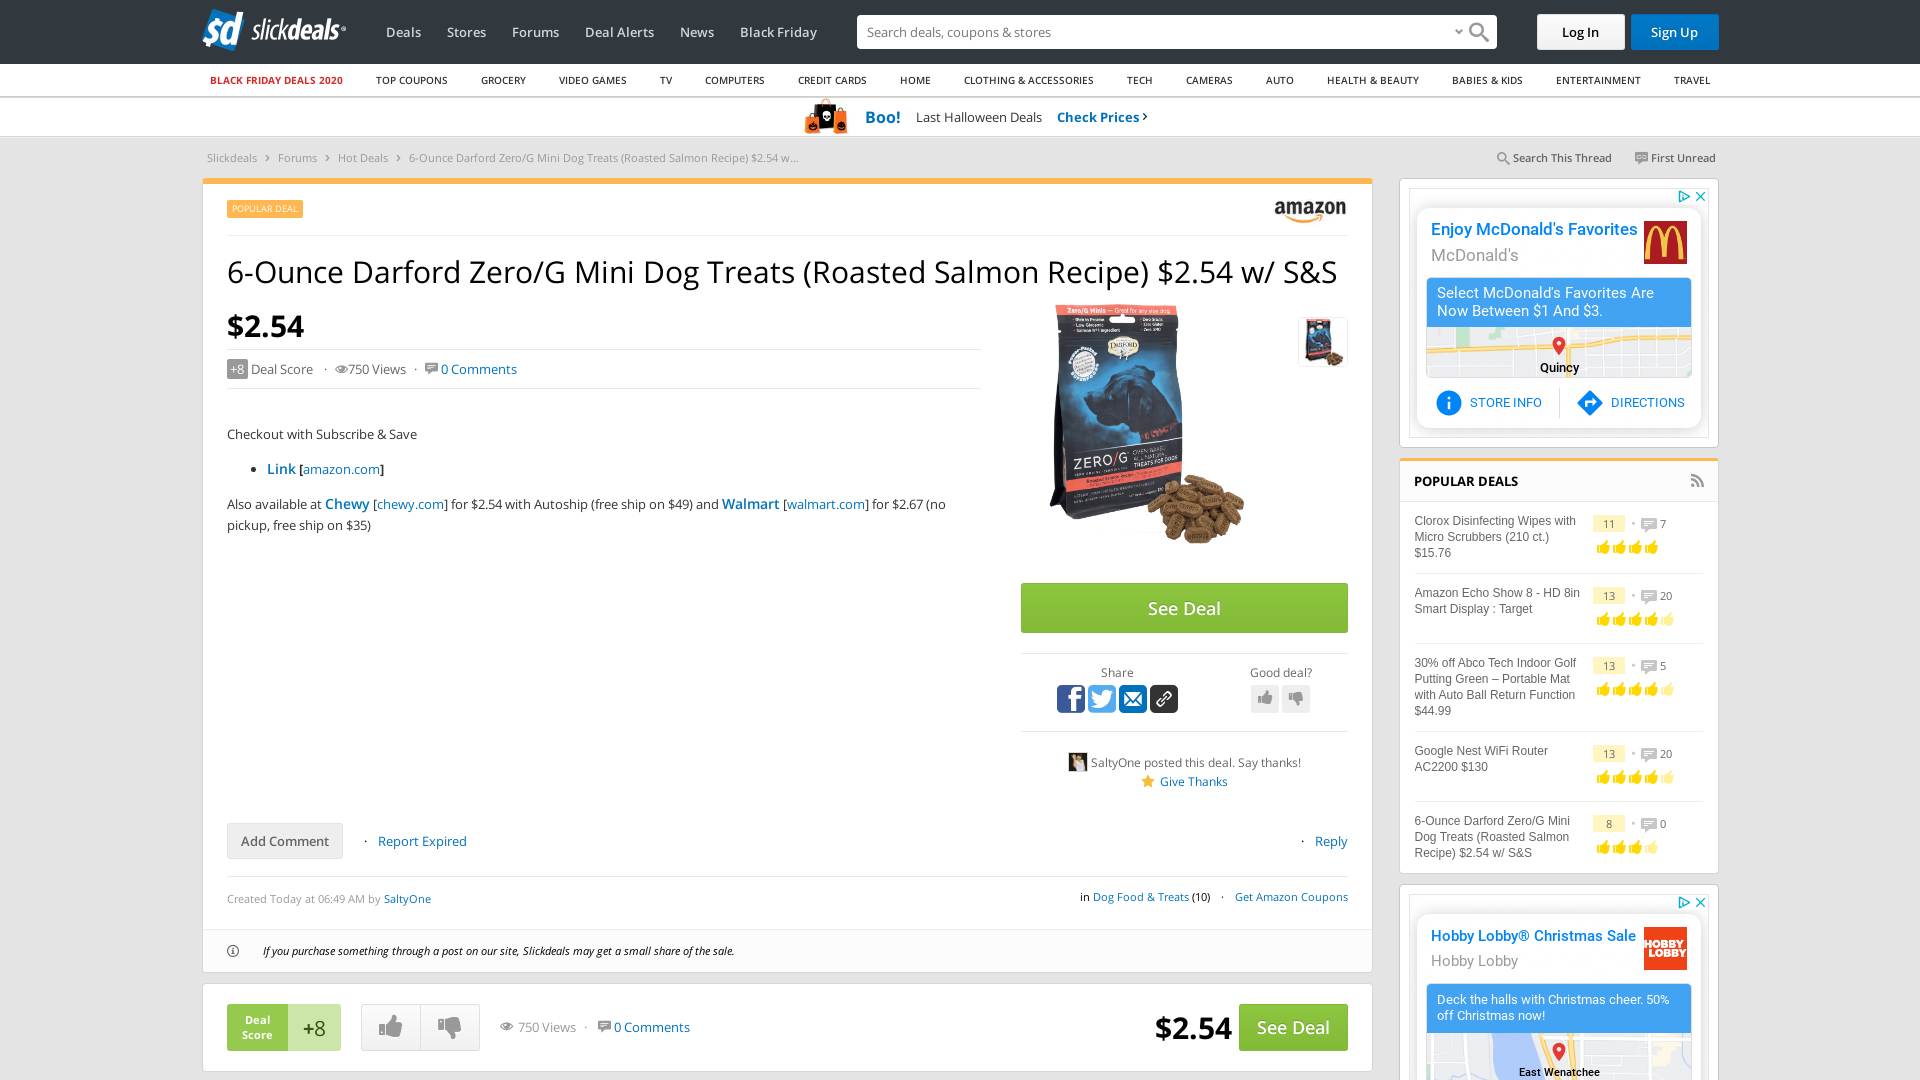 sd slickdeals
Deals Stores Forums Deal Alerts News Black Friday
Search deals, coupons & stores
Log In
Sign Up
BLACK FRIDAY DEALS 2020 TOP COUPONS GROCERY VIDEO GAMES TV COMPUTERS CREDIT CARDS HOME CLOTHING & ACCESSORIES TECH CAMERAS AUTO HEALTH & BEAUTY BABIES & KIDS ENTERTAINMENT TRAVEL
Boo! Last Halloween Deals Check Prices
Slickdeals > Forums > Hot Deals > 6-Ounce Darford Zero/G Mini Dog Treats (Roasted Salmon Recipe) $2.54 w...
Search This Thread
First Unread
POPULAR DEAL
amazon
6-Ounce Darford Zero/G Mini Dog Treats (Roasted Salmon Recipe) $2.54 w/ S&S
$2.54
+8 Deal Score · 750 Views · 0 Comments
Checkout with Subscribe & Save
• Link [amazon.com]
Also available at Chewy [chewy.com] for $2.54 with Autoship (free ship on $49) and Walmart [walmart.com] for $2.67 (no
pickup, free ship on $35)
Zero/G Minis
DARFORD
ZERO/G
TREATS FOR DOGS
See Deal
Share
Good deal?
SaltyOne posted this deal. Say thanks!
Give Thanks
Add Comment
· Report Expired
· Reply
Created Today at 06:49 AM by SaltyOne
in Dog Food & Treats (10) · Get Amazon Coupons
If you purchase something through a post on our site, Slickdeals may get a small share of the sale.
Deal
Score
+8
750 Views · 0 Comments
$2.54
See Deal
Enjoy McDonald's Favorites
McDonald's
Select McDonald's Favorites Are
Now Between $1 And $3.
Quincy
STORE INFO
DIRECTIONS
POPULAR DEALS
Clorox Disinfecting Wipes with
Micro Scrubbers (210 ct.)
$15.76
11 • 7
Amazon Echo Show 8 - HD 8in
Smart Display : Target
13 • 20
30% off Abco Tech Indoor Golf
Putting Green – Portable Mat
with Auto Ball Return Function
$44.99
13 • 5
Google Nest WiFi Router
AC2200 $130
13 • 20
6-Ounce Darford Zero/G Mini
Dog Treats (Roasted Salmon
Recipe) $2.54 w/ S&S
8 • 0
Hobby Lobby® Christmas Sale
Hobby Lobby
HOBBY
LOBBY
Deck the halls with Christmas cheer. 50%
off Christmas now!
East Wenatchee